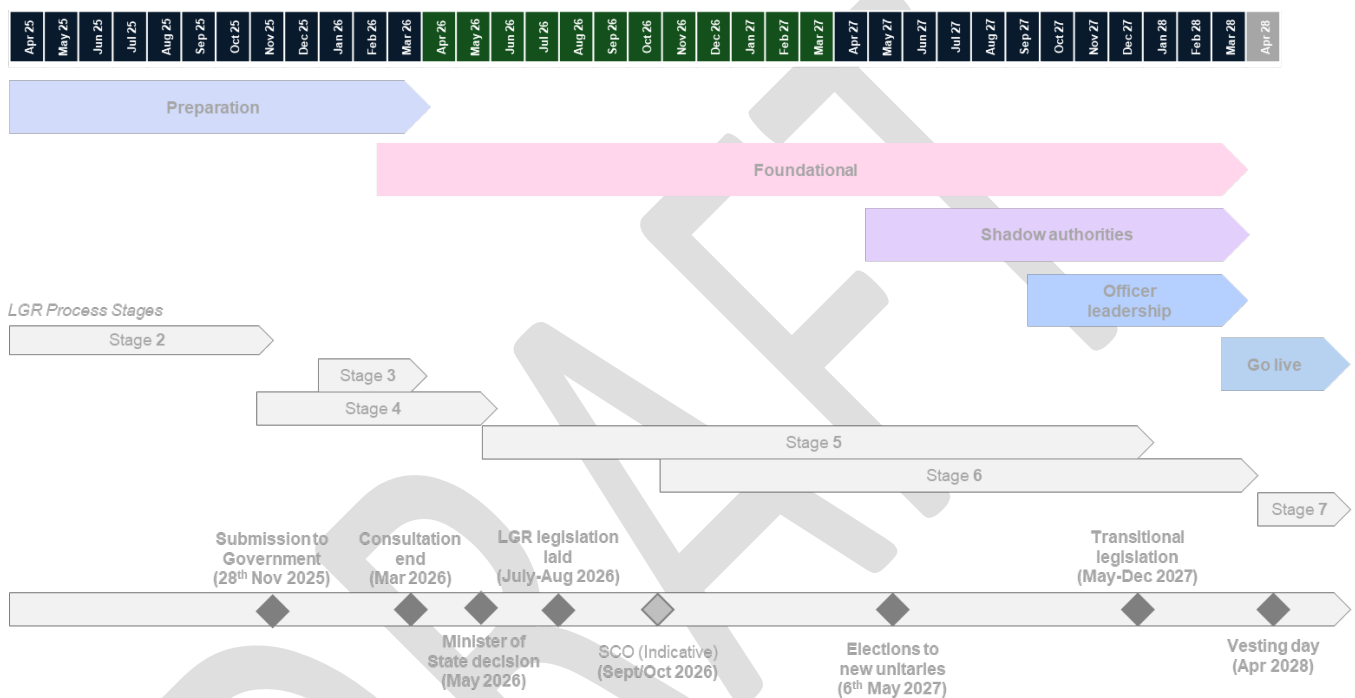 Apr 25 May 25 Jun 25 Jul 25 Aug 25 Sep 25 Oct 25 Nov 25 Dec 25 Jan 26 Feb 26 Mar 26 Apr 26 May 26 Jun 26 Jul 26 Aug 26 Sep 26 Oct 26 Nov 26 Dec 26 Jan 27 Feb 27 Mar 27 Apr 27 May 27 Jun 27 Jul 27 Aug 27 Sep 27 Oct 27 Nov 27 Dec 27 Jan 28 Feb 28 Mar 28 Apr 28
Preparation
Foundational
Shadow authorities
Officer
leadership
Go live
LGR Process Stages
Stage 2
Stage 3
Stage 4
Stage 5
Stage 6
Stage 7
Submission to
Government
(28th Nov 2025)
Consultation
end
(Mar 2026)
LGR legislation
laid
(July-Aug 2026)
Transitional
legislation
(May-Dec 2027)
Minister of
State decision
(May 2026)
SCO (Indicative)
(Sept/Oct 2026)
Elections to
new unitaries
(6th May 2027)
Vesting day
(Apr 2028)
DRAFT